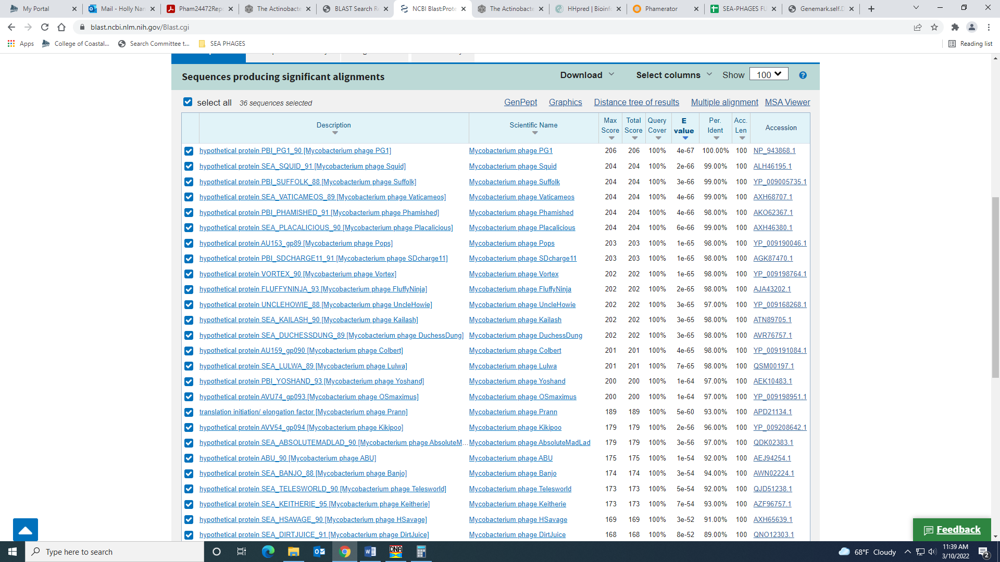 My Portal
Mail - Holly Nan
Pham24472Repo
The Actinobacte
BLAST Search R
NCBI Blast:Prote
The Actinobacte
HHpred | Bioinf
Phamerator
SEA-PHAGES FU
Genemark.self.D
blast.ncbi.nlm.nih.gov/Blast.cgi
Apps College of Coastal... Search Committee t... SEA PHAGES Reading list
Sequences producing significant alignments Download Select columns Show 100 ?
select all 36 sequences selected GenPept Graphics Distance tree of results Multiple alignment MSA Viewer
Description Scientific Name Max Score Total Score Query Cover E value Per. Ident Acc. Len Accession
hypothetical protein PBI_PG1_90 [Mycobacterium phage PG1] Mycobacterium phage PG1 206 206 100% 4e-67 100.00% 100 NP_943868.1
hypothetical protein SEA_SQUID_91 [Mycobacterium phage Squid] Mycobacterium phage Squid 204 204 100% 2e-66 99.00% 100 ALH46195.1
hypothetical protein PBI_SUFFOLK_88 [Mycobacterium phage Suffolk] Mycobacterium phage Suffolk 204 204 100% 3e-66 99.00% 100 YP_009005735.1
hypothetical protein SEA_VATICAMEOS_89 [Mycobacterium phage Vaticameos] Mycobacterium phage Vaticameos 204 204 100% 4e-66 99.00% 100 AXH68707.1
hypothetical protein PBI_PHAMISHED_91 [Mycobacterium phage Phamished] Mycobacterium phage Phamished 204 204 100% 4e-66 98.00% 100 AKO62367.1
hypothetical protein SEA_PLACALICIOUS_90 [Mycobacterium phage Placalicious] Mycobacterium phage Placalicious 204 204 100% 6e-66 99.00% 100 AXH46380.1
hypothetical protein AU153_gp89 [Mycobacterium phage Pops] Mycobacterium phage Pops 203 203 100% 1e-65 98.00% 100 YP_009190046.1
hypothetical protein PBI_SDCHARGE11_91 [Mycobacterium phage SDcharge11] Mycobacterium phage SDcharge11 203 203 100% 1e-65 98.00% 100 AGK87470.1
hypothetical protein VORTEX_90 [Mycobacterium phage Vortex] Mycobacterium phage Vortex 202 202 100% 1e-65 98.00% 100 YP_009198764.1
hypothetical protein FLUFFYNINJA_93 [Mycobacterium phage FluffyNinja] Mycobacterium phage FluffyNinja 202 202 100% 2e-65 98.00% 100 AJA43202.1
hypothetical protein UNCLEHOWIE_88 [Mycobacterium phage UncleHowie] Mycobacterium phage UncleHowie 202 202 100% 3e-65 97.00% 100 YP_009168268.1
hypothetical protein SEA_KAILASH_90 [Mycobacterium phage Kailash] Mycobacterium phage Kailash 202 202 100% 3e-65 98.00% 100 ATN89705.1
hypothetical protein SEA_DUCHESSDUNG_89 [Mycobacterium phage DuchessDung] Mycobacterium phage DuchessDung 202 202 100% 3e-65 98.00% 100 AVR76757.1
hypothetical protein AU159_gp090 [Mycobacterium phage Colbert] Mycobacterium phage Colbert 201 201 100% 4e-65 98.00% 100 YP_009191084.1
hypothetical protein SEA_LULWA_89 [Mycobacterium phage Lulwa] Mycobacterium phage Lulwa 201 201 100% 7e-65 98.00% 100 QSM00197.1
hypothetical protein PBI_YOSHAND_93 [Mycobacterium phage Yoshand] Mycobacterium phage Yoshand 200 200 100% 1e-64 97.00% 100 AEK10483.1
hypothetical protein AVU74_gp093 [Mycobacterium phage OSmaximus] Mycobacterium phage OSmaximus 200 200 100% 1e-64 97.00% 100 YP_009198951.1
translation initiation/ elongation factor [Mycobacterium phage Prann] Mycobacterium phage Prann 189 189 100% 5e-60 93.00% 100 APD21134.1
hypothetical protein AVV54_gp094 [Mycobacterium phage Kikipoo] Mycobacterium phage Kikipoo 179 179 100% 2e-56 96.00% 100 YP_009208642.1
hypothetical protein SEA_ABSOLUTEMADLAD_90 [Mycobacterium phage AbsoluteM... Mycobacterium phage AbsoluteMadLad 179 179 100% 3e-56 97.00% 100 QDK02383.1
hypothetical protein ABU_90 [Mycobacterium phage ABU] Mycobacterium phage ABU 175 175 100% 1e-54 92.00% 100 AEJ94254.1
hypothetical protein SEA_BANJO_88 [Mycobacterium phage Banjo] Mycobacterium phage Banjo 174 174 100% 3e-54 94.00% 100 AWN02224.1
hypothetical protein SEA_TELESWORLD_90 [Mycobacterium phage Telesworld] Mycobacterium phage Telesworld 173 173 100% 5e-54 92.00% 100 QJD51238.1
hypothetical protein SEA_KEITHERIE_95 [Mycobacterium phage Keitherie] Mycobacterium phage Keitherie 173 173 100% 7e-54 93.00% 100 AZF96757.1
hypothetical protein SEA_HSAVAGE_90 [Mycobacterium phage HSavage] Mycobacterium phage HSavage 169 169 100% 3e-52 91.00% 100 AXH65639.1
hypothetical protein SEA_DIRTJUICE_91 [Mycobacterium phage DirtJuice] Mycobacterium phage DirtJuice 168 168 100% 8e-52 89.00% 100 QNO12303.1
Feedback
Type here to search
DNA
68°F Cloudy
11:39 AM
3/10/2022
2